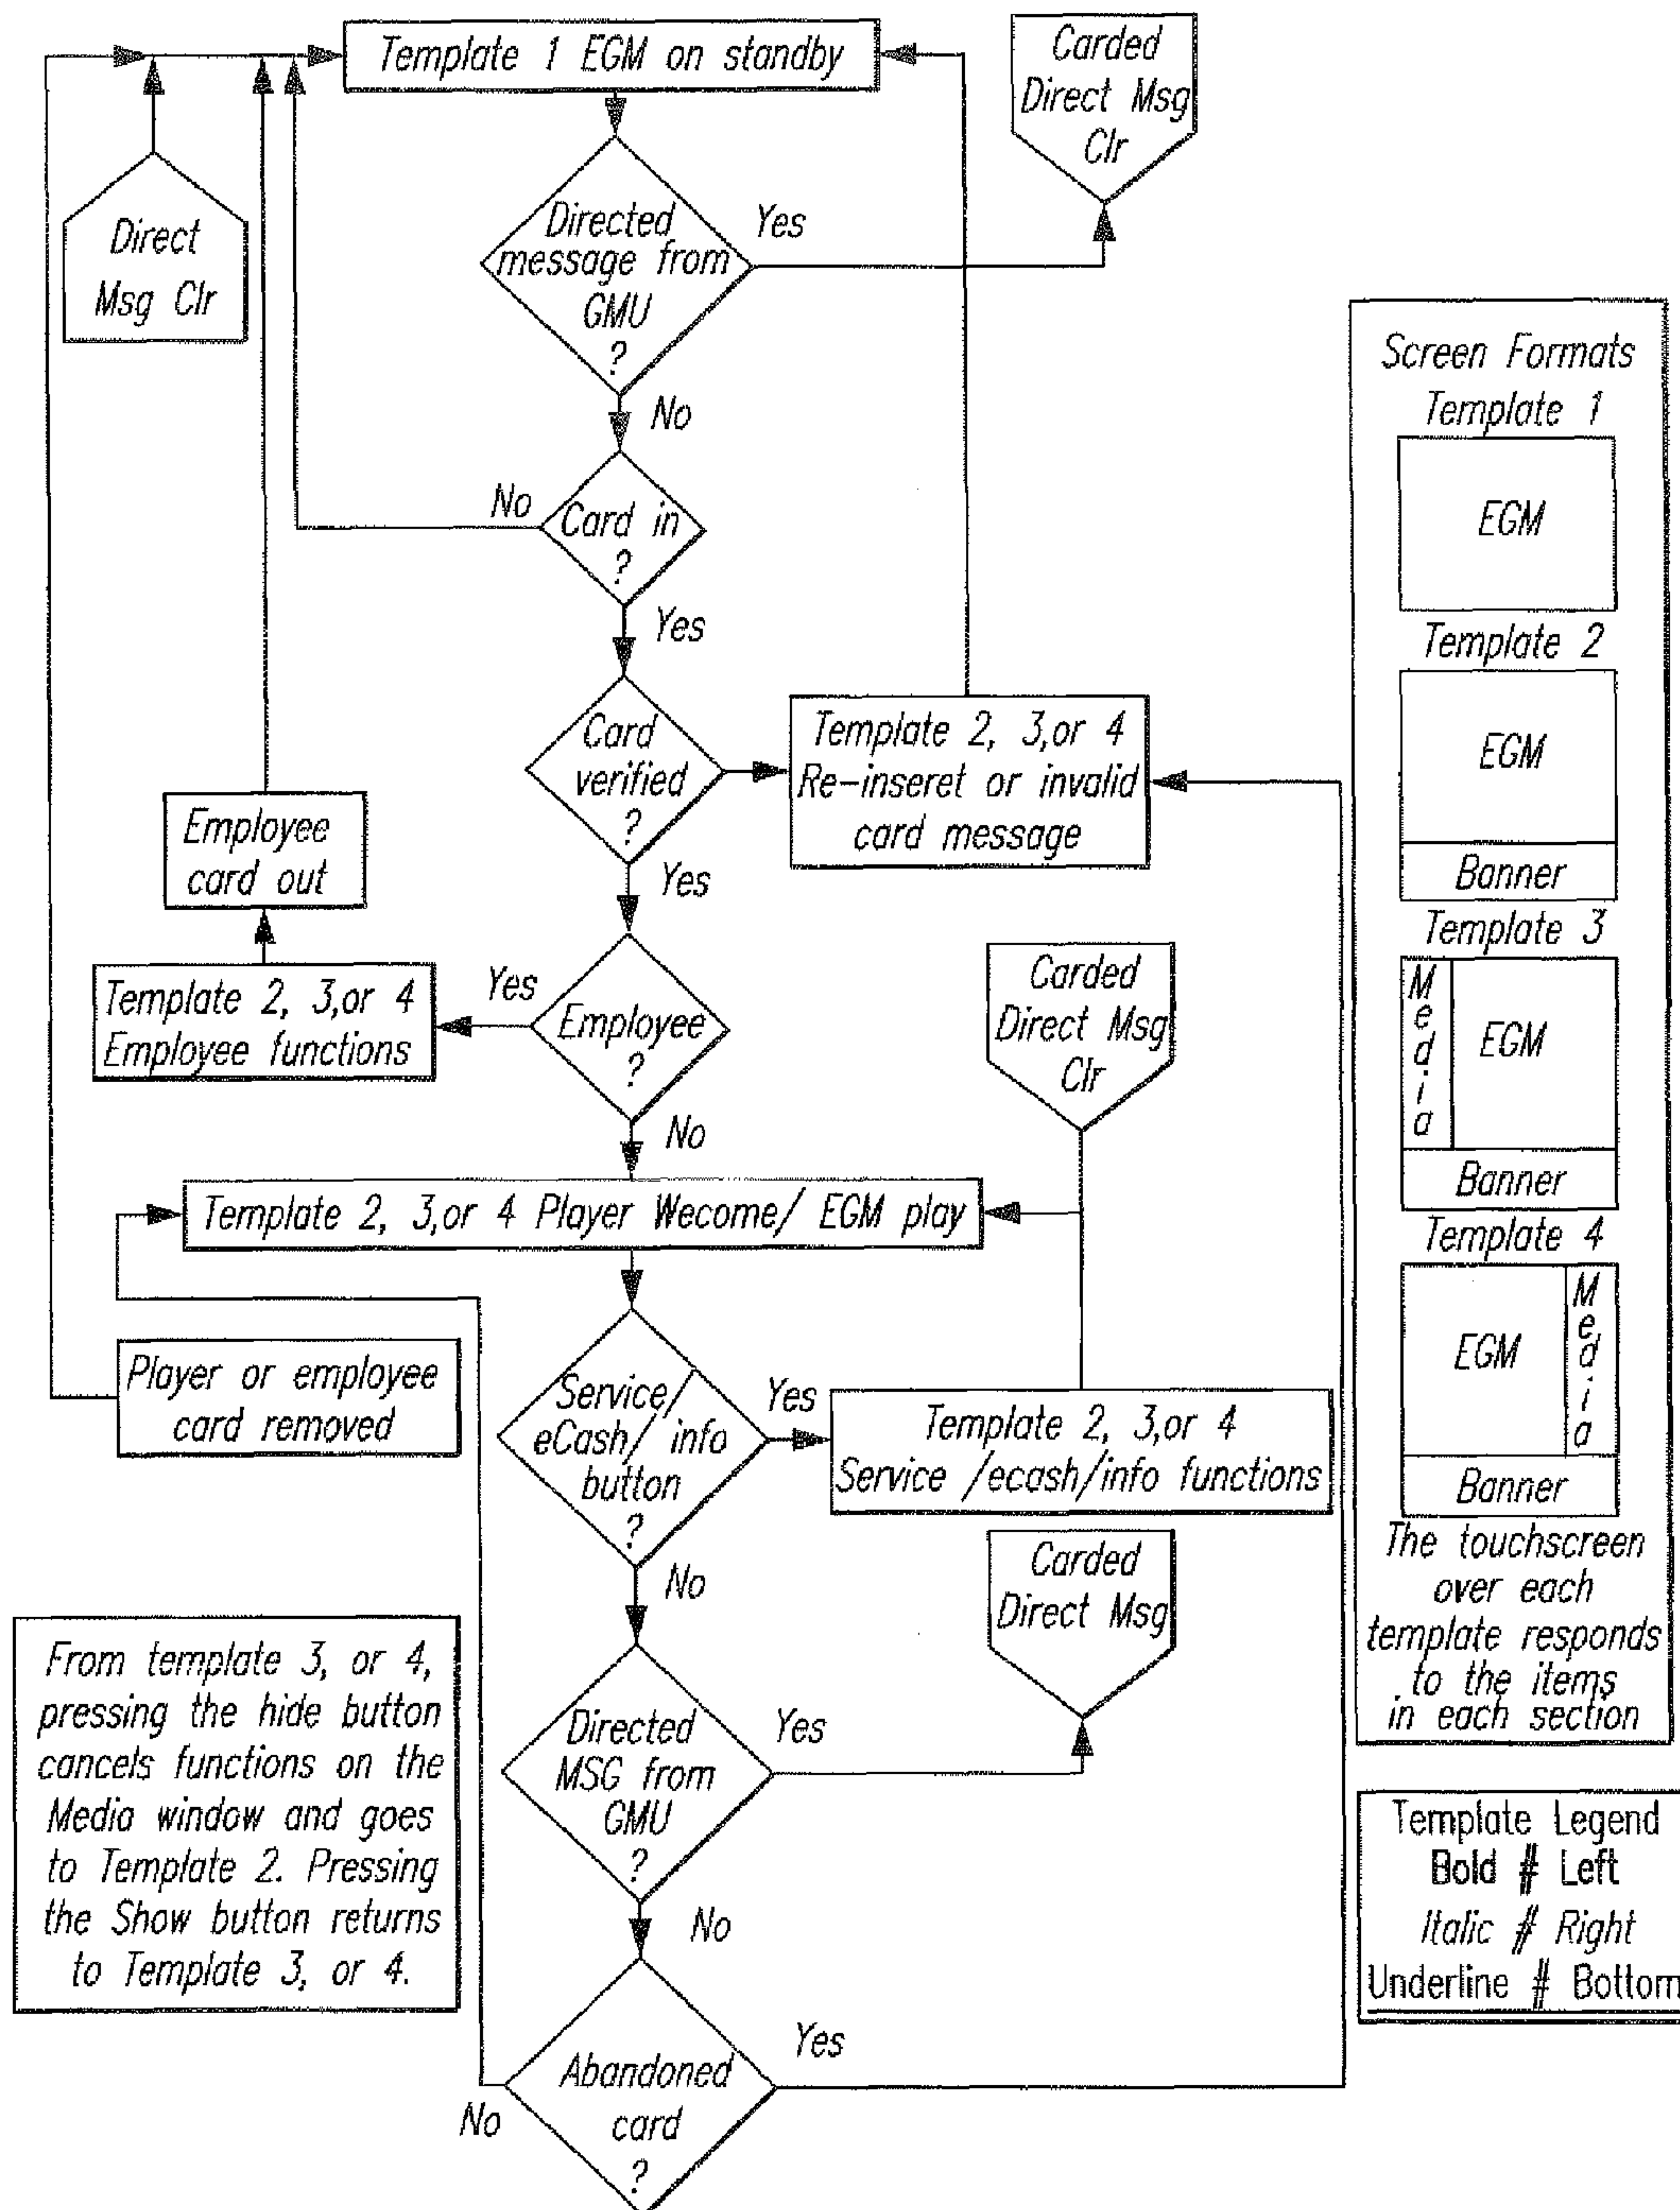 Template 1 EGM on standby
Carded
Direct Msg
Clr
Direct
Msg Clr
Directed
message from
GMU
?
Yes
No
Card in
?
No
Yes
Card
verified
?
Yes
Template 2, 3,or 4
Re-inseret or invalid
card message
Employee
card out
Template 2, 3,or 4
Employee functions
Yes
Employee
?
No
Carded
Direct Msg
Clr
Template 2, 3,or 4 Player Wecome/ EGM play
Player or employee
card removed
Service/
eCash/ info
button
?
Yes
No
Template 2, 3,or 4
Service /ecash/info functions
Carded
Direct Msg
Directed
MSG from
GMU
?
Yes
No
From template 3, or 4,
pressing the hide button
cancels functions on the
Media window and goes
to Template 2. Pressing
the Show button returns
to Template 3, or 4.
Abandoned
card
?
Yes
No
Screen Formats
Template 1
EGM
Template 2
EGM
Banner
Template 3
Media
EGM
Banner
Template 4
EGM
Media
Banner
The touchscreen
over each
template responds
to the items
in each section
Template Legend
Bold # Left
Italic # Right
Underline # Bottom